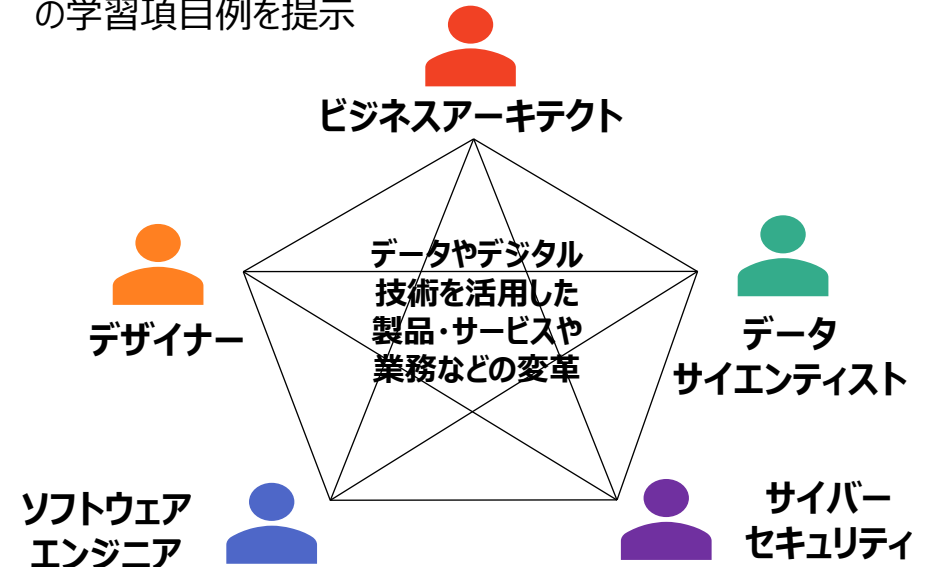 の学習項目例を提示
ビジネスアーキテクト
データやデジタル
技術を活用した
製品・サービスや
業務などの変革
デザイナー
データ
サイエンティスト
ソフトウェア
エンジニア
サイバー
セキュリティ